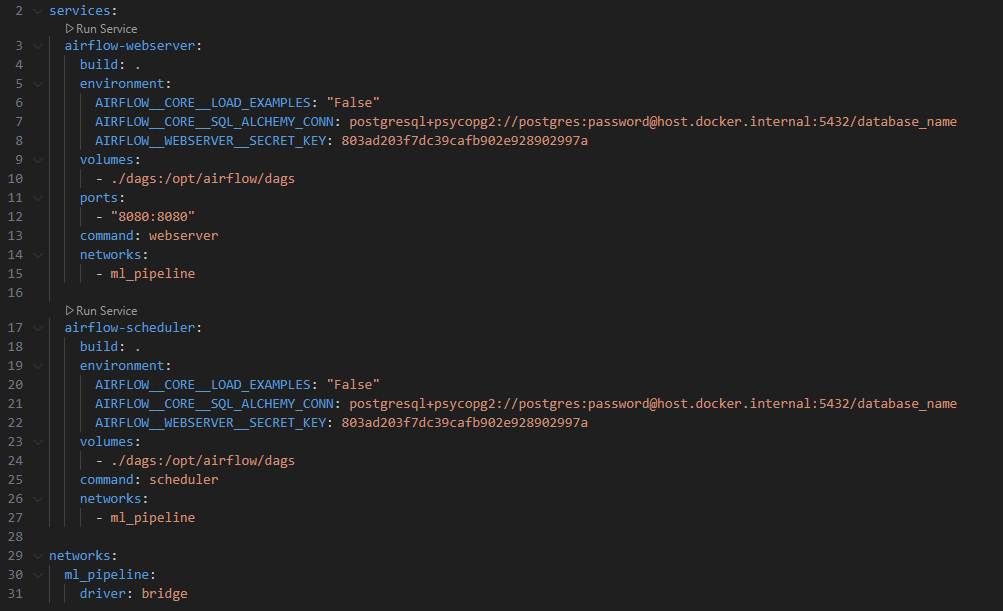 2 services:
Run Service
3 airflow-webserver:
4 build: .
5 environment:
6 AIRFLOW__CORE__LOAD_EXAMPLES: "False"
7 AIRFLOW__CORE__SQL_ALCHEMY_CONN: postgresql+psycopg2://postgres:password@host.docker.internal:5432/database_name
8 AIRFLOW__WEBSERVER__SECRET_KEY: 803ad203f7dc39cafb902e928902997a
9 volumes:
10 - ./dags:/opt/airflow/dags
11 ports:
12 - "8080:8080"
13 command: webserver
14 networks:
15 - ml_pipeline
16
Run Service
17 airflow-scheduler:
18 build: .
19 environment:
20 AIRFLOW__CORE__LOAD_EXAMPLES: "False"
21 AIRFLOW__CORE__SQL_ALCHEMY_CONN: postgresql+psycopg2://postgres:password@host.docker.internal:5432/database_name
22 AIRFLOW__WEBSERVER__SECRET_KEY: 803ad203f7dc39cafb902e928902997a
23 volumes:
24 - ./dags:/opt/airflow/dags
25 command: scheduler
26 networks:
27 - ml_pipeline
28
29 networks:
30 ml_pipeline:
31 driver: bridge